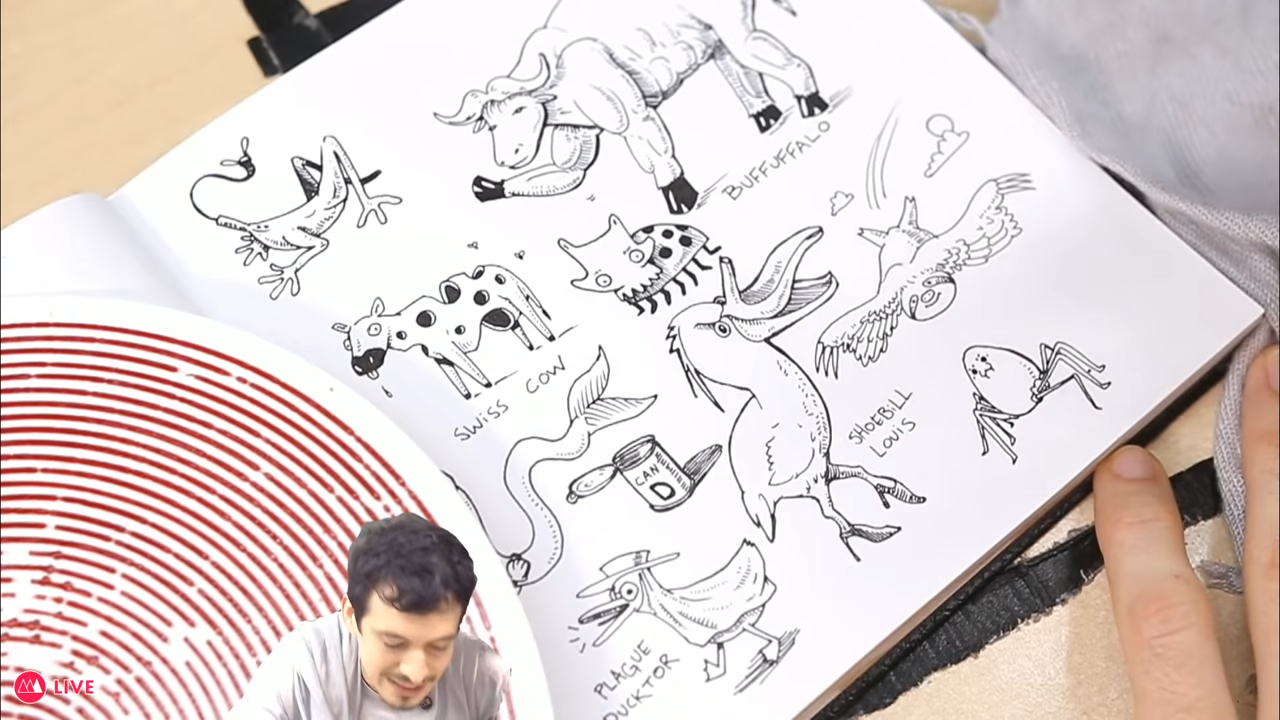 BUFFUFFALO
SWISS COW
SHOEBILL
LOUIS
CAN
D
PLAGUE
DUCKTOR
LIVE